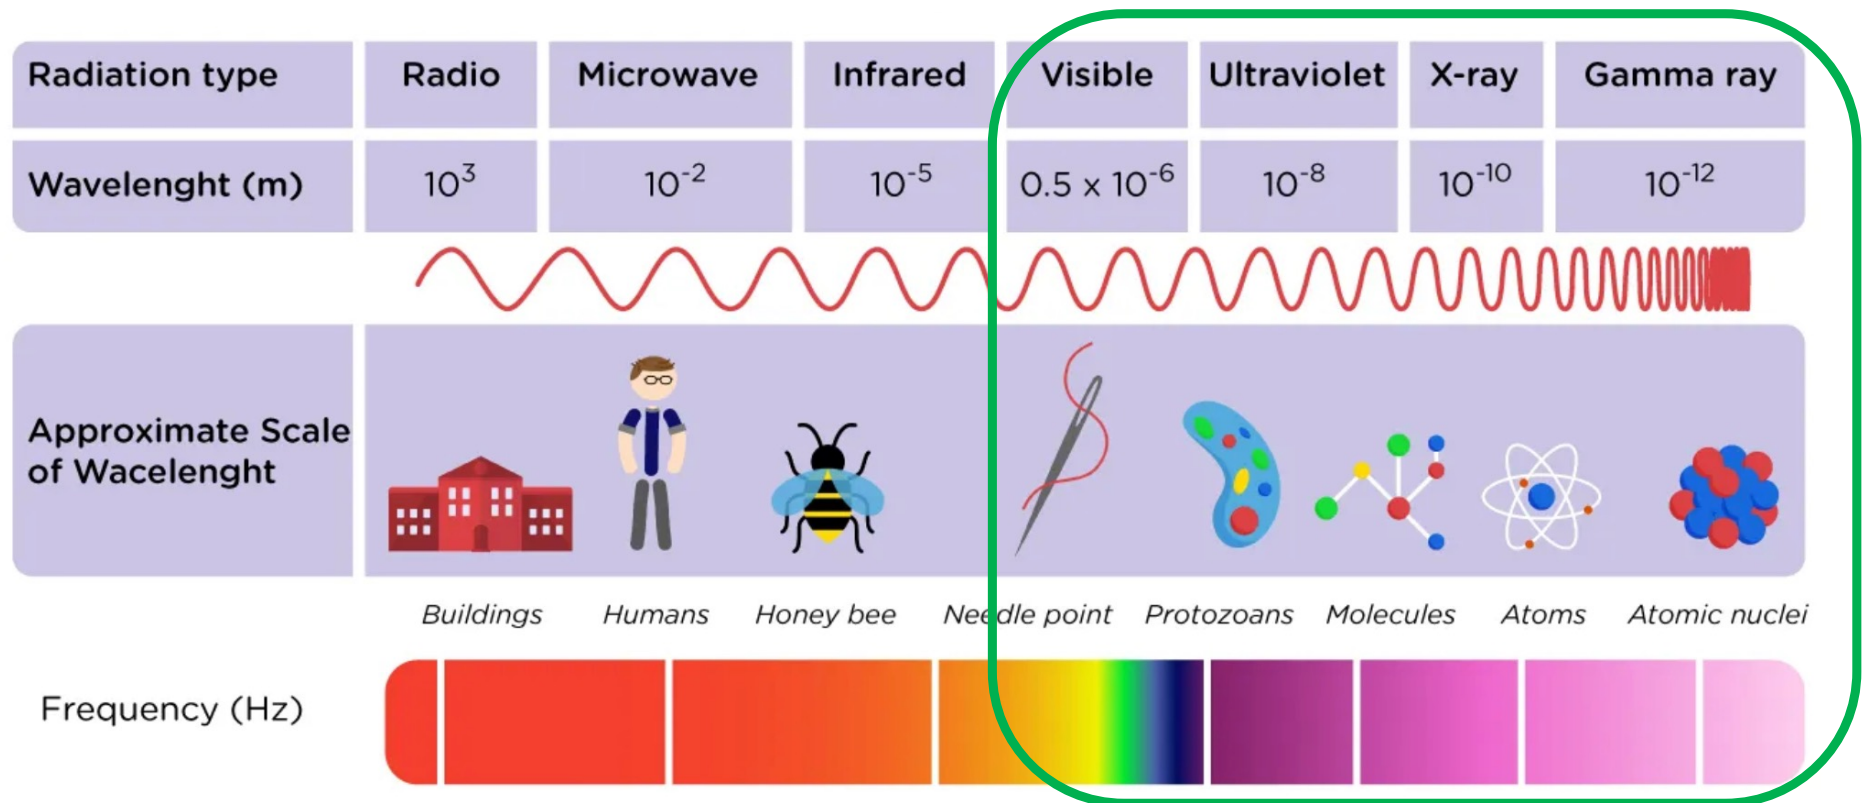 Radiation type Radio Microwave Infrared Visible Ultraviolet X-ray Gamma ray
Wavelenght (m) 10³ 10⁻² 10⁻⁵ 0.5 x 10⁻⁶ 10⁻⁸ 10⁻¹⁰ 10⁻¹²
Approximate Scale
of Wacelenght
Buildings Humans Honey bee Needle point Protozoans Molecules Atoms Atomic nuclei
Frequency (Hz)